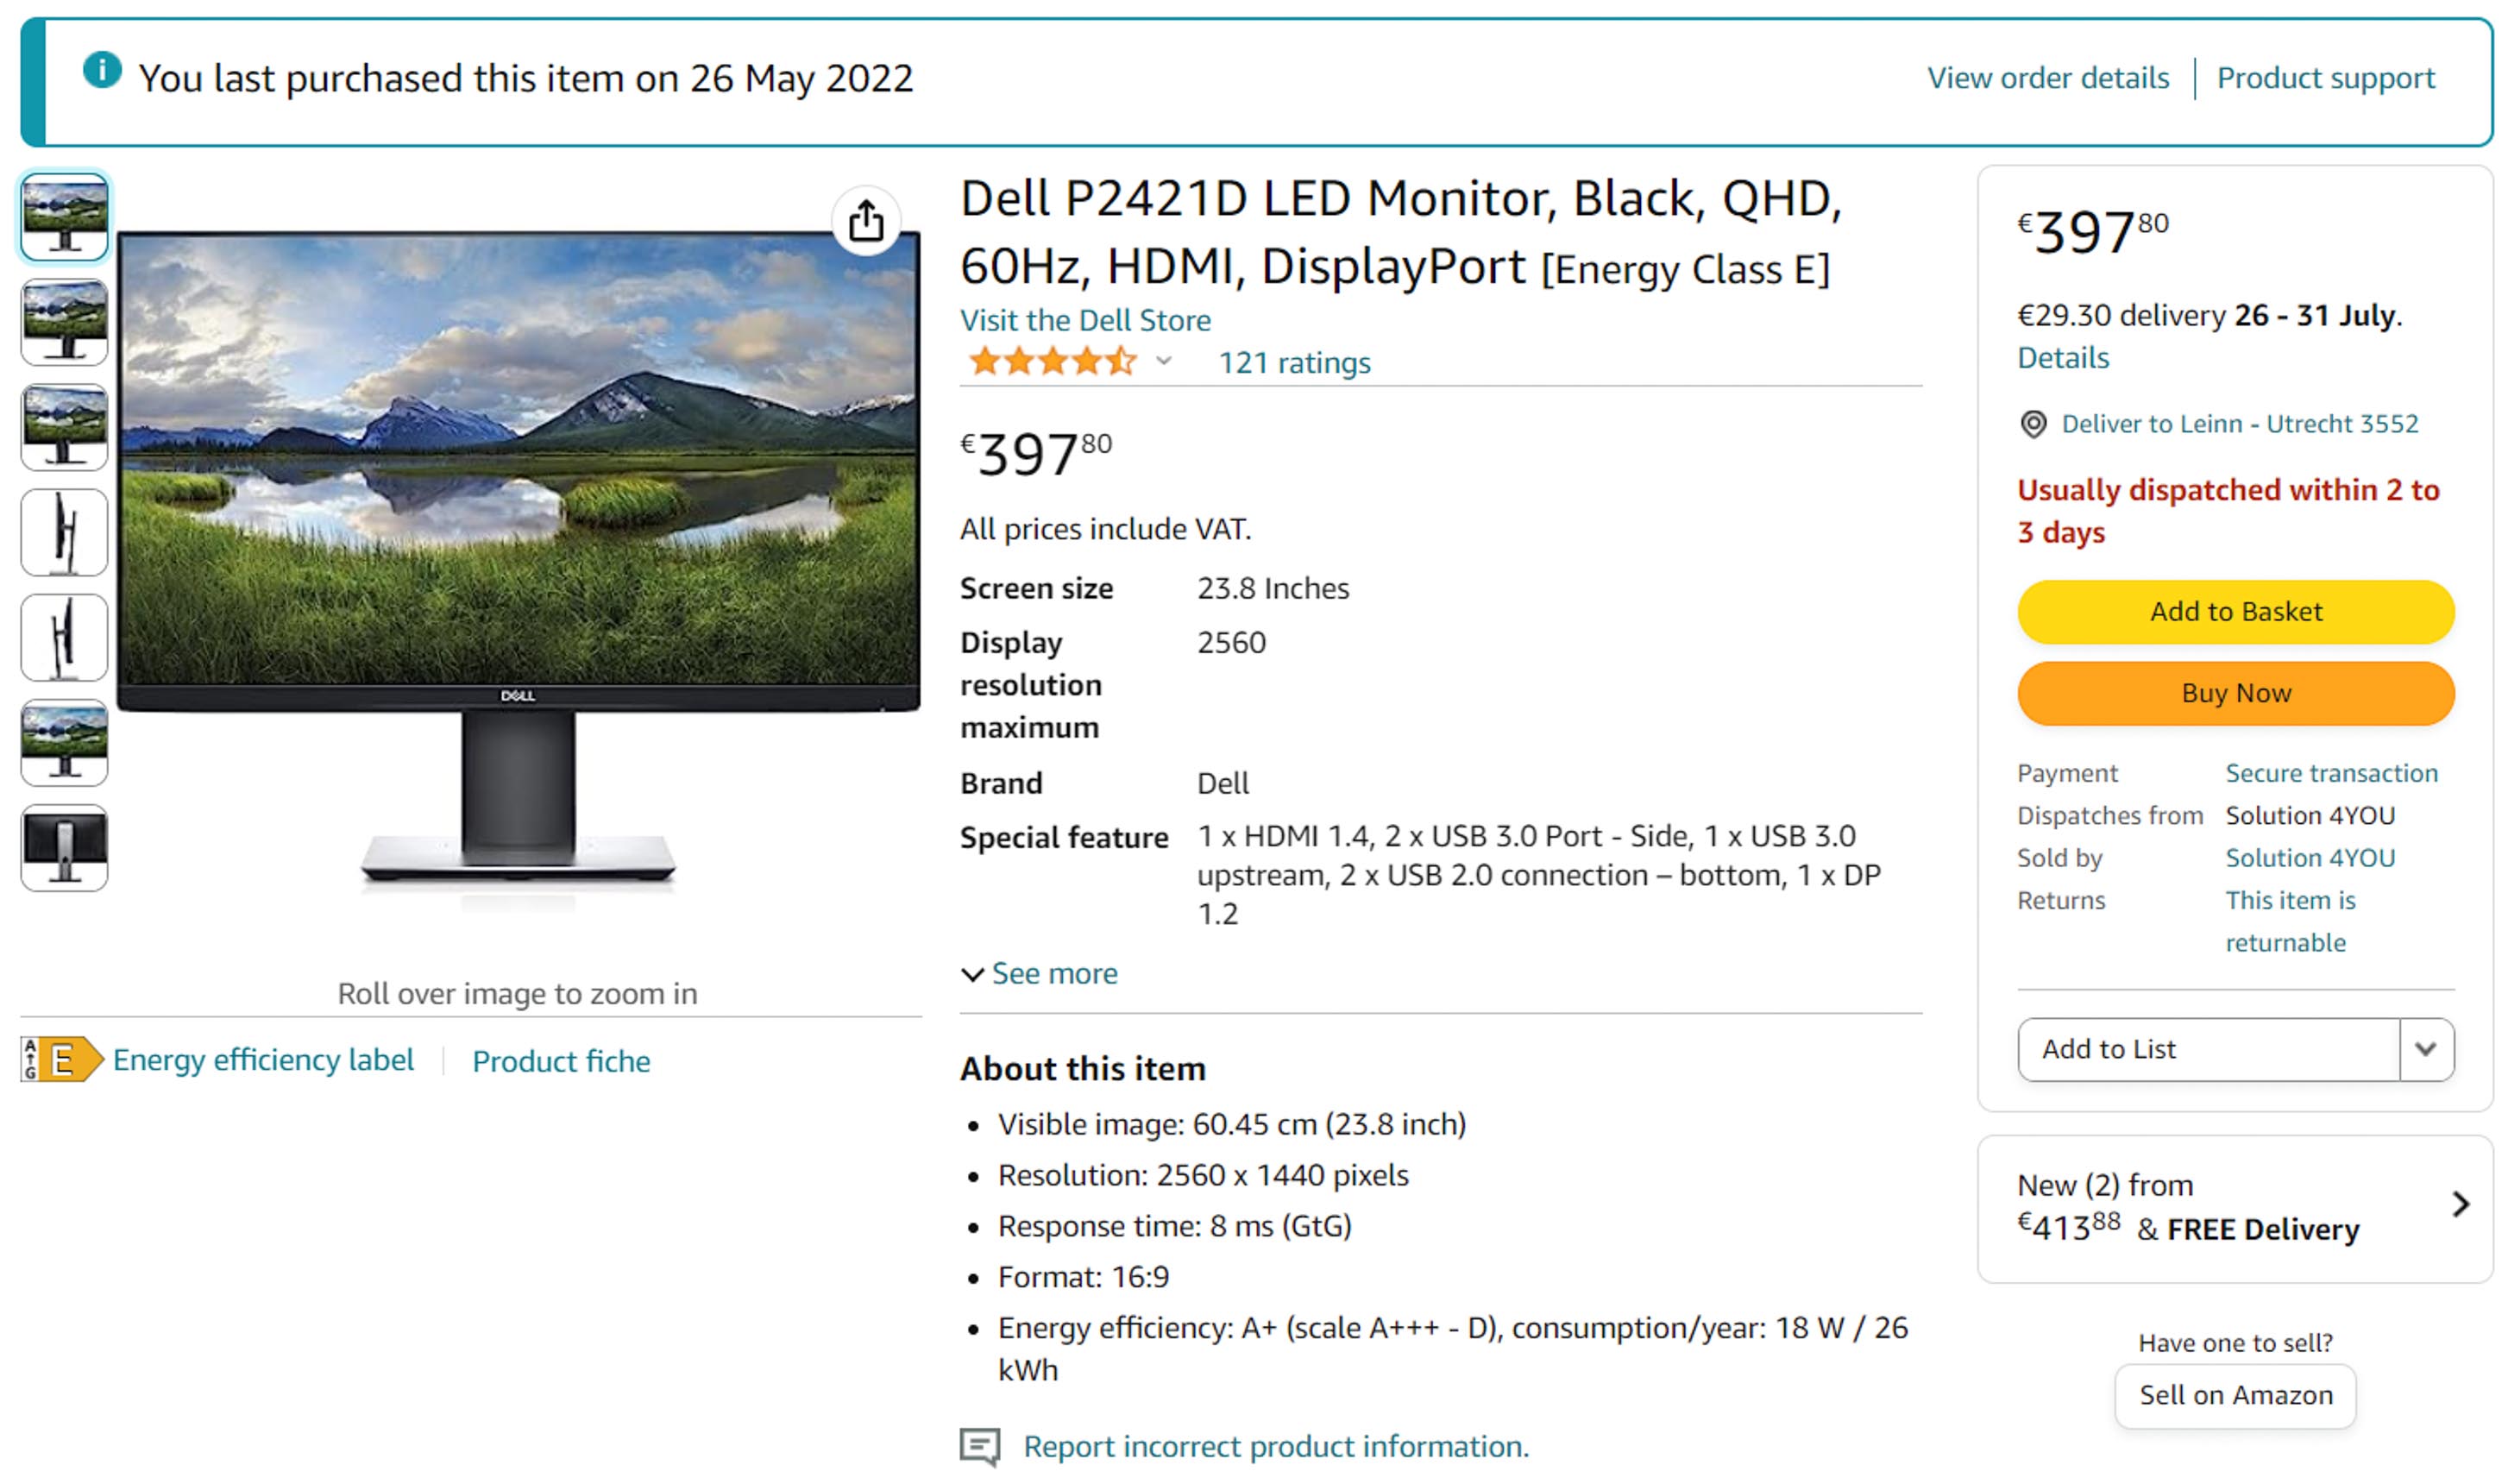 You last purchased this item on 26 May 2022
View order details
Product support
Dell P2421D LED Monitor, Black, QHD,
60Hz, HDMI, DisplayPort [Energy Class E]
Visit the Dell Store
121 ratings
€39780
All prices include VAT.
Screen size 23.8 Inches
Display 2560
resolution
maximum
Brand Dell
Special feature 1 x HDMI 1.4, 2 x USB 3.0 Port - Side, 1 x USB 3.0
upstream, 2 x USB 2.0 connection – bottom, 1 x DP
1.2
See more
About this item
• Visible image: 60.45 cm (23.8 inch)
• Resolution: 2560 x 1440 pixels
• Response time: 8 ms (GtG)
• Format: 16:9
• Energy efficiency: A+ (scale A+++ - D), consumption/year: 18 W / 26
kWh
Report incorrect product information.
DELL
Roll over image to zoom in
A
G
E
Energy efficiency label
Product fiche
€39780
€29.30 delivery 26 - 31 July.
Details
Deliver to Leinn - Utrecht 3552
Usually dispatched within 2 to
3 days
Add to Basket
Buy Now
Payment Secure transaction
Dispatches from Solution 4YOU
Sold by Solution 4YOU
Returns This item is
returnable
Add to List
New (2) from
€41388 & FREE Delivery
Have one to sell?
Sell on Amazon